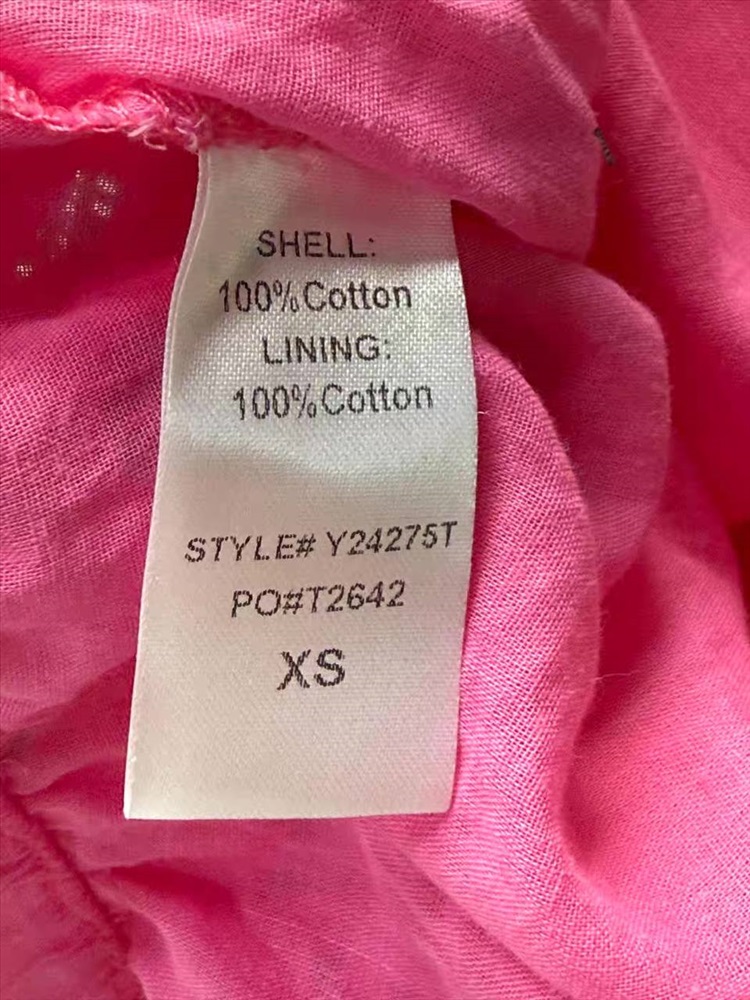 SHELL:
100%Cotton
LINING:
100%Cotton
STYLE# Y24275T
PO#T2642
XS